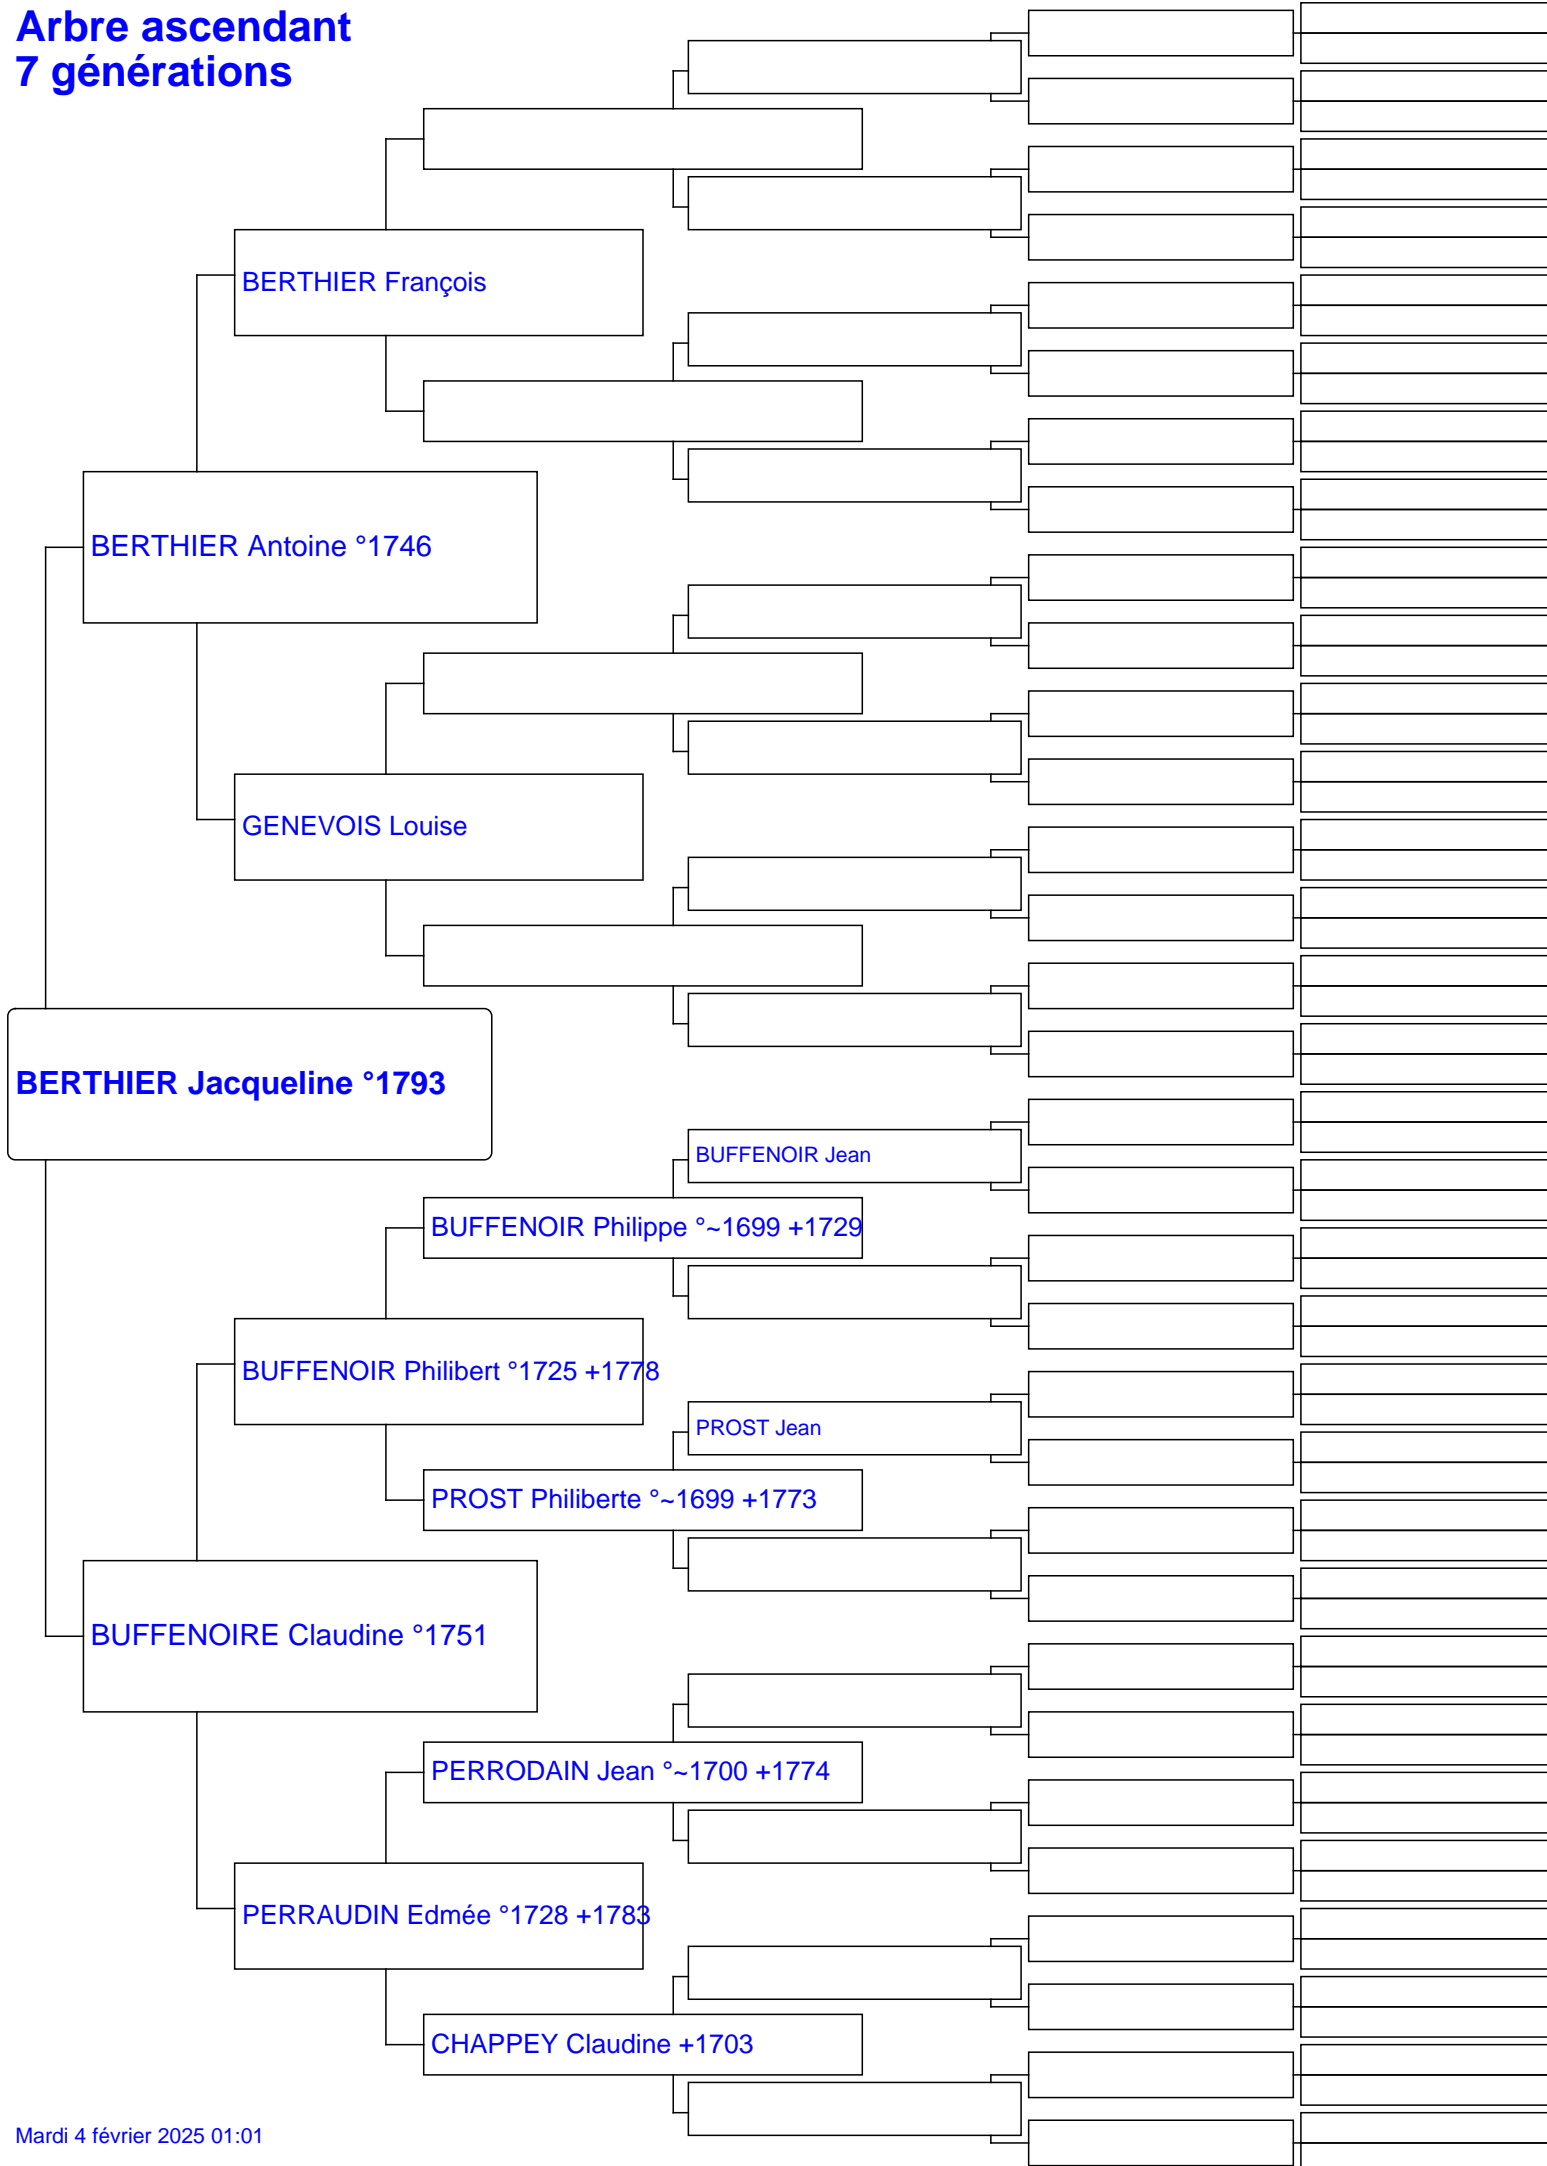 Arbre ascendant
7 générations
BERTHIER François
BERTHIER Antoine °1746
GENEVOIS Louise
BERTHIER Jacqueline °1793
BUFFENOIR Jean
BUFFENOIR Philippe °~1699 +1729
BUFFENOIR Philibert °1725 +1778
PROST Jean
PROST Philiberte °~1699 +1773
BUFFENOIRE Claudine °1751
PERRODAIN Jean °~1700 +1774
PERRAUDIN Edmée °1728 +1783
CHAPPEY Claudine +1703
Mardi 4 février 2025 01:01